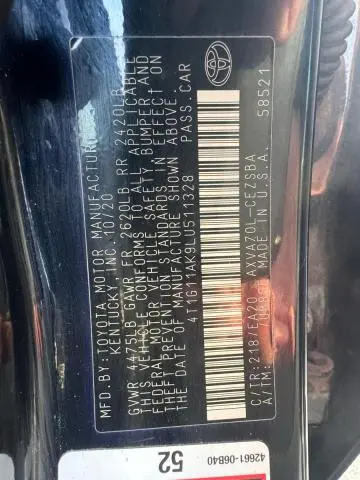 MFD.BY:TOYOTA MOTOR MANUFACTURING
KENTUCKY, INC. 10/20
GVWR 4475LB GAWR FR 2620LB RR 2420LB
THIS VEHICLE CONFORMS TO ALL APPLICABLE
FEDERAL MOTOR VEHICLE SAFETY, BUMPER AND
THEFT PREVENTION STANDARDS IN EFFECT ON
THE DATE OF MANUFACTURE SHOWN ABOVE.
4T1G11AK9LU511328 PASS.CAR
C/TR:218/EA20 AXVA70L-CEZSBA
A/TM: U.S.A.
58521
42661-06B40
52